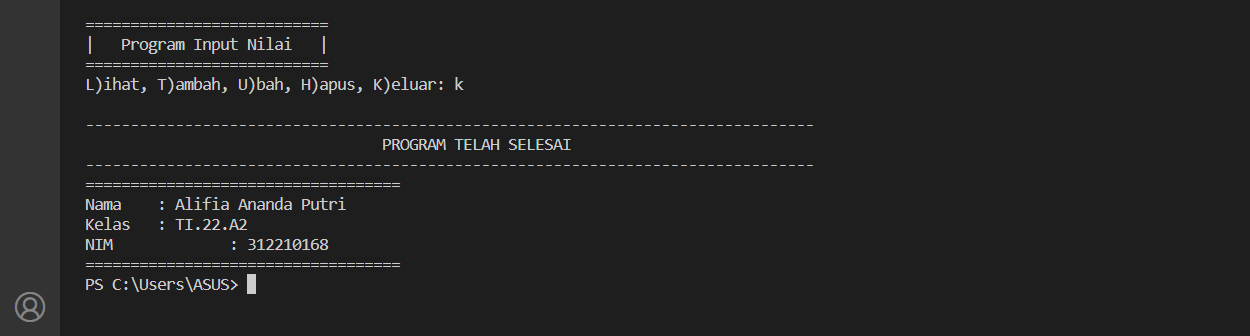 ===========================
|   Program Input Nilai   |
===========================
L)ihat, T)ambah, U)bah, H)apus, K)eluar: k
---------------------------------------------------------------------------------
                                 PROGRAM TELAH SELESAI
---------------------------------------------------------------------------------
===================================
Nama    : Alifia Ananda Putri
Kelas   : TI.22.A2
NIM             : 312210168
===================================
PS C:\Users\ASUS>